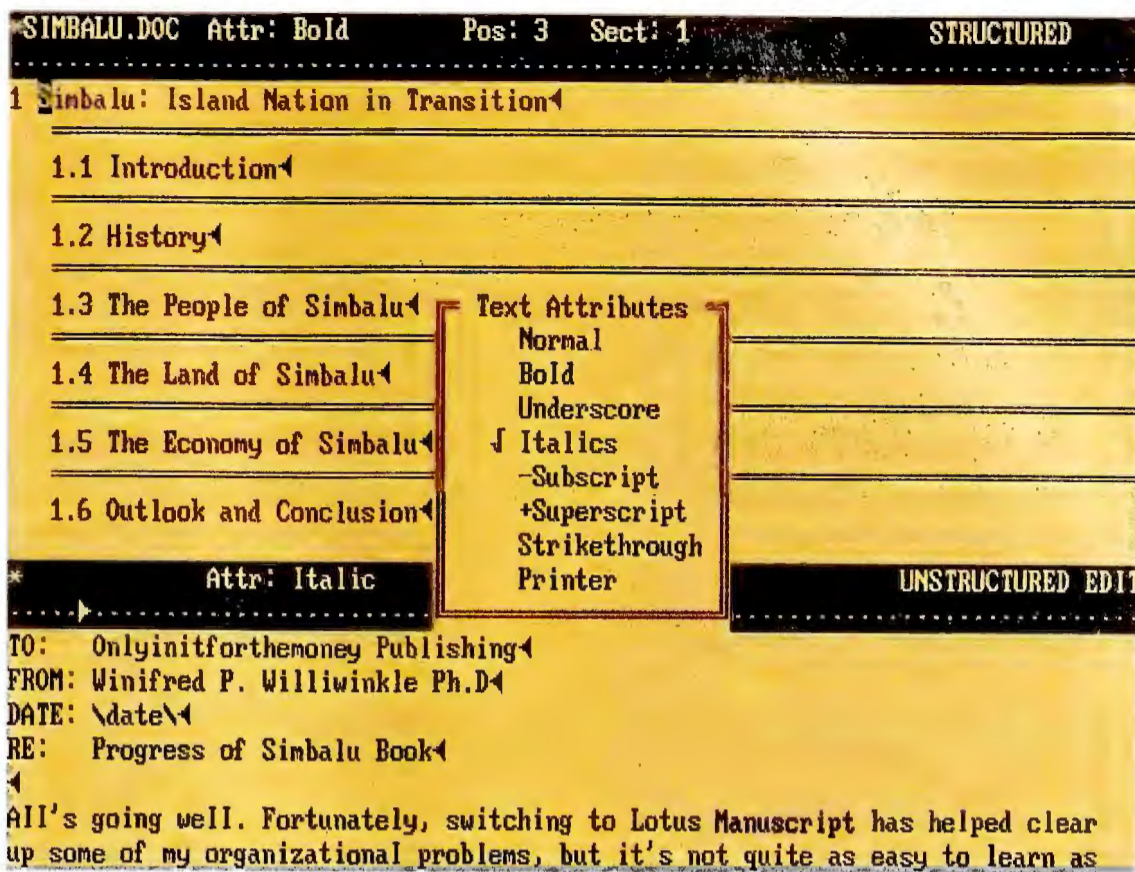 *SIMBALU.DOC Attr: Bold Pos: 3 Sect: 1 STRUCTURED
1 Simbalu: Island Nation in Transition
1.1 Introduction
1.2 History
1.3 The People of Simbalu
1.4 The Land of Simbalu
1.5 The Economy of Simbalu
1.6 Outlook and Conclusion
Text Attributes
Normal
Bold
Underscore
√ Italics
-Subscript
+Superscript
Strikethrough
Printer
* Attr: Italic UNSTRUCTURED EDIT
TO: Onlyinitforthemoney Publishing
FROM: Winifred P. Williwinkle Ph.D
DATE: \date\
RE: Progress of Simbalu Book
All's going well. Fortunately, switching to Lotus Manuscript has helped clear
up some of my organizational problems, but it's not quite as easy to learn as